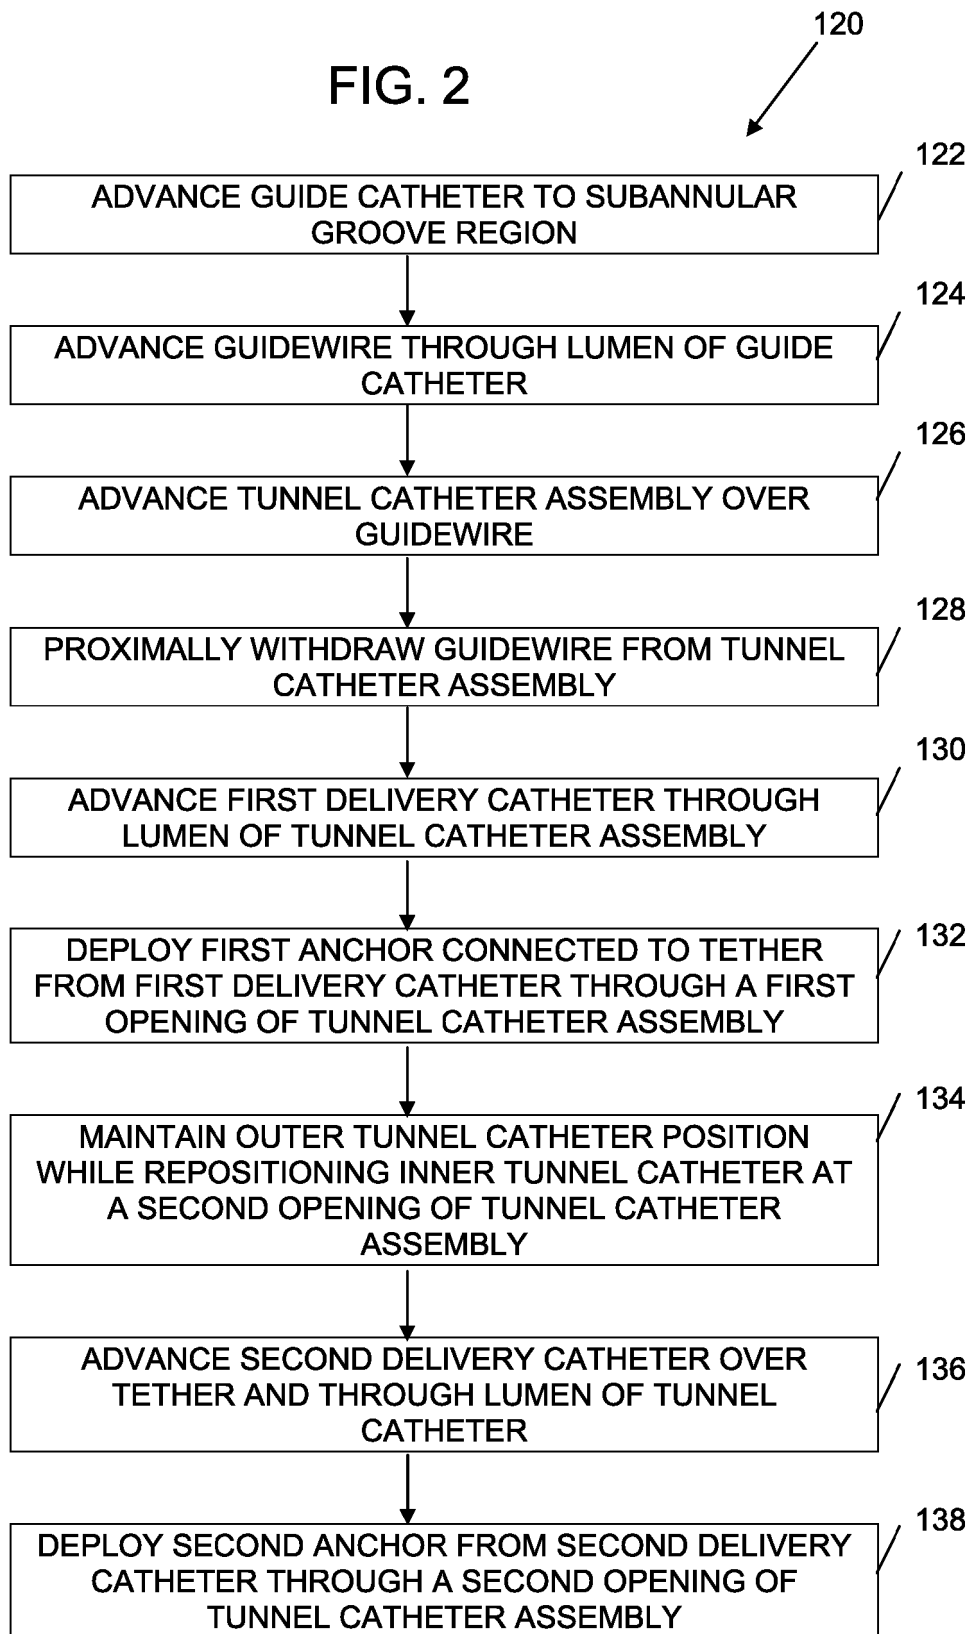 120
FIG. 2
122
ADVANCE GUIDE CATHETER TO SUBANNULAR
GROOVE REGION
124
ADVANCE GUIDEWIRE THROUGH LUMEN OF GUIDE
CATHETER
126
ADVANCE TUNNEL CATHETER ASSEMBLY OVER
GUIDEWIRE
128
PROXIMALLY WITHDRAW GUIDEWIRE FROM TUNNEL
CATHETER ASSEMBLY
130
ADVANCE FIRST DELIVERY CATHETER THROUGH
LUMEN OF TUNNEL CATHETER ASSEMBLY
132
DEPLOY FIRST ANCHOR CONNECTED TO TETHER
FROM FIRST DELIVERY CATHETER THROUGH A FIRST
OPENING OF TUNNEL CATHETER ASSEMBLY
134
MAINTAIN OUTER TUNNEL CATHETER POSITION
WHILE REPOSITIONING INNER TUNNEL CATHETER AT
A SECOND OPENING OF TUNNEL CATHETER
ASSEMBLY
136
ADVANCE SECOND DELIVERY CATHETER OVER
TETHER AND THROUGH LUMEN OF TUNNEL
CATHETER
138
DEPLOY SECOND ANCHOR FROM SECOND DELIVERY
CATHETER THROUGH A SECOND OPENING OF
TUNNEL CATHETER ASSEMBLY